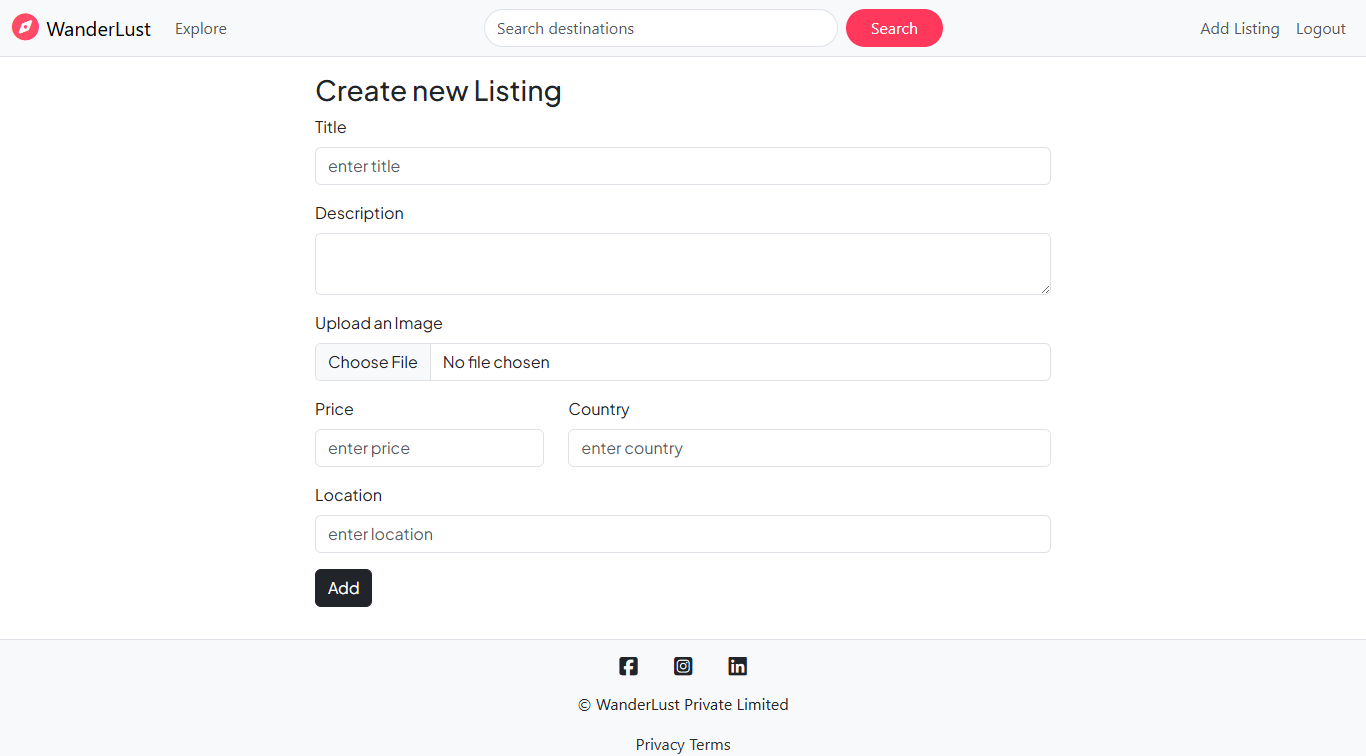 WanderLust Explore Search destinations Search Add Listing Logout
Create new Listing
Title
enter title
Description
Upload an Image
Choose File No file chosen
Price Country
enter price enter country
Location
enter location
Add
© WanderLust Private Limited
Privacy Terms